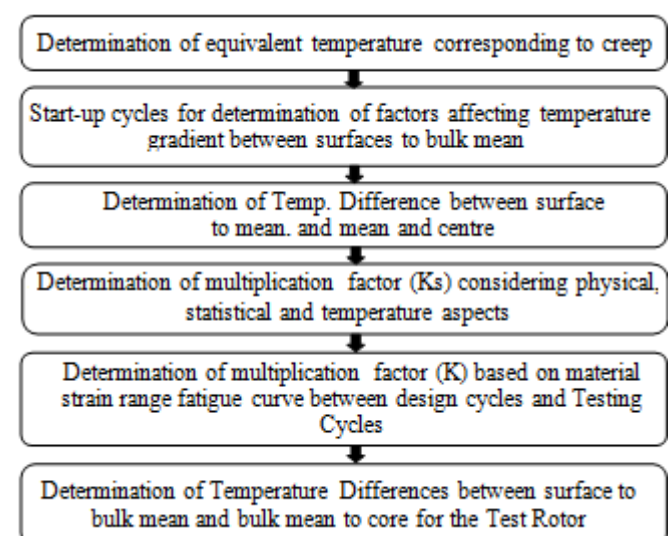 Determination of equivalent temperature corresponding to creep
Start-up cycles for determination of factors affecting temperature
gradient between surfaces to bulk mean
Determination of Temp. Difference between surface
to mean. and mean and centre
Determination of multiplication factor (Ks) considering physical,
statistical and temperature aspects
Determination of multiplication factor (K) based on material
strain range fatigue curve between design cycles and Testing
Cycles
Determination of Temperature Differences between surface to
bulk mean and bulk mean to core for the Test Rotor